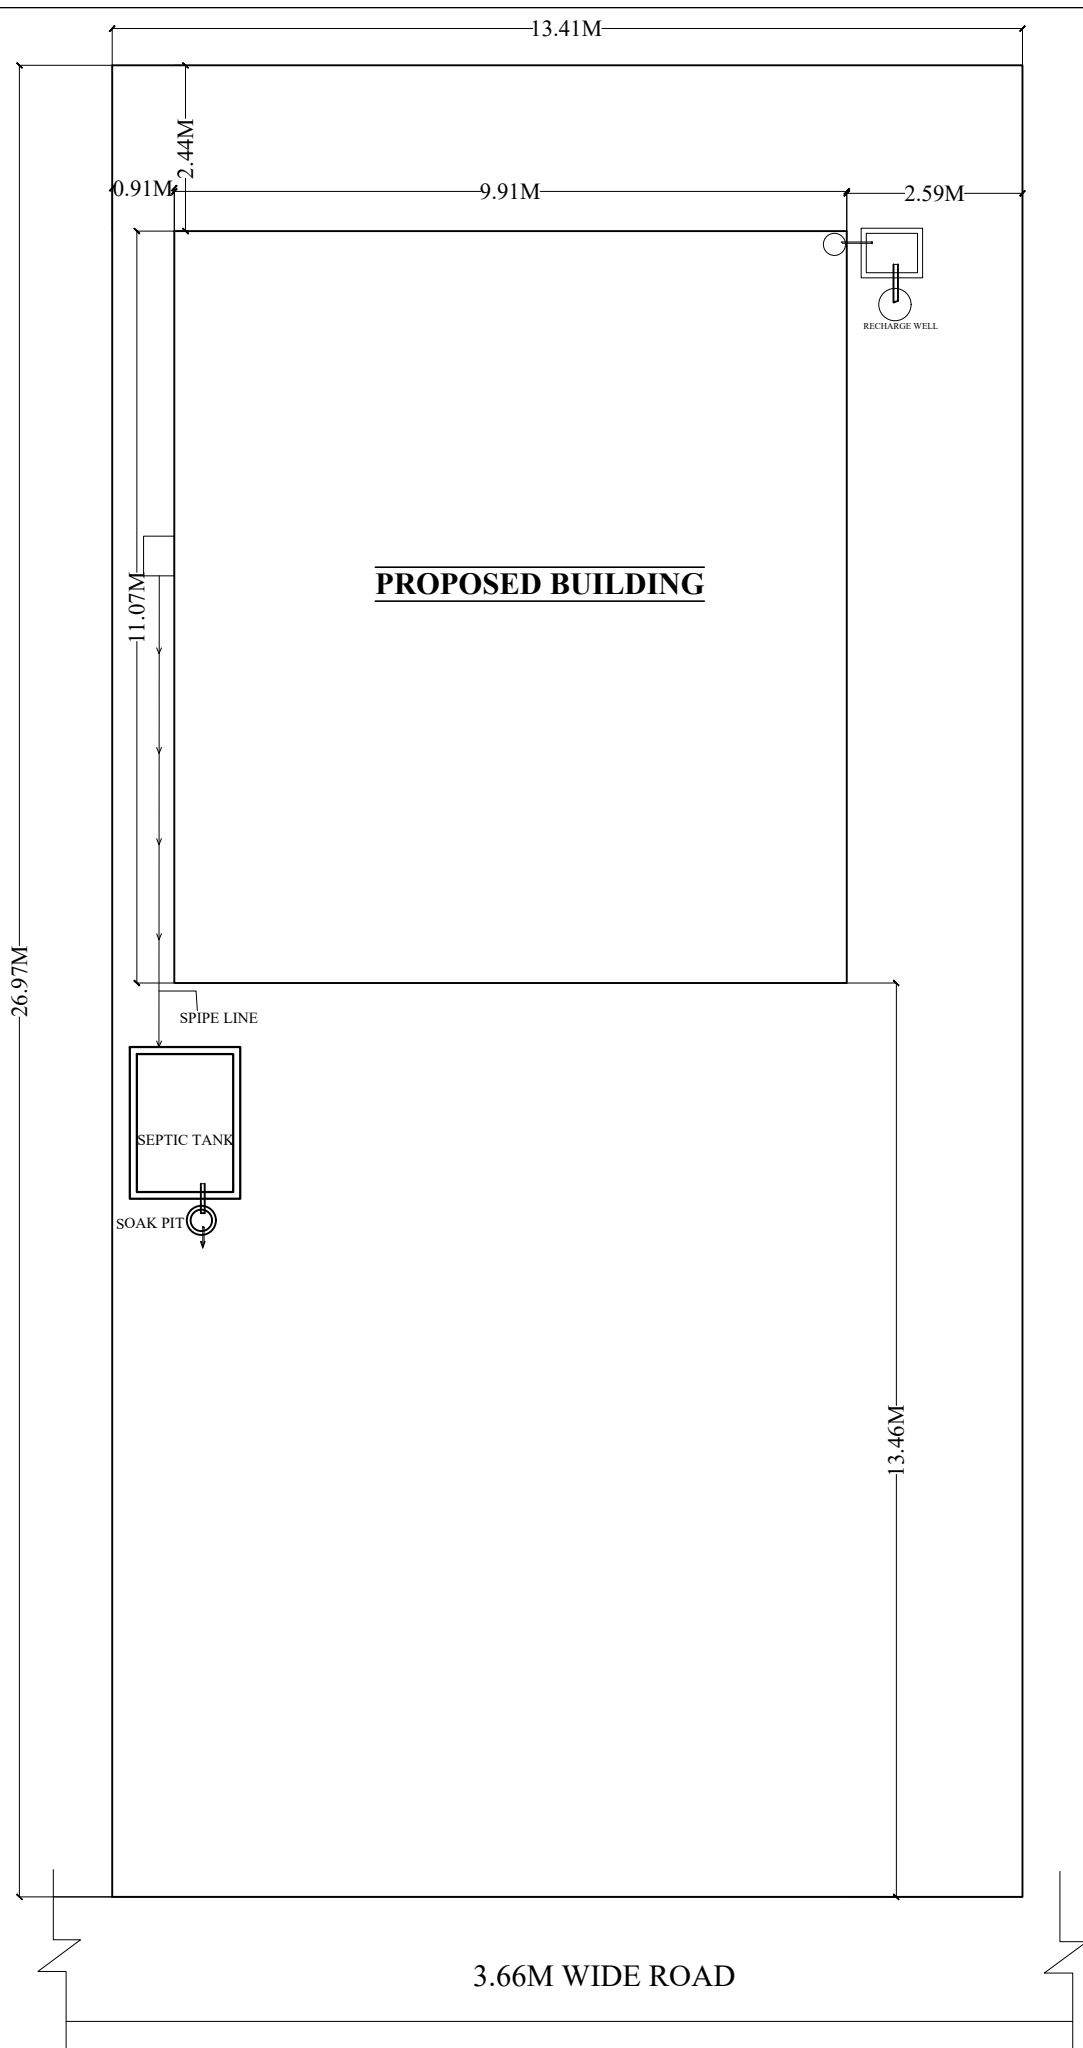 13.41M
2.44M
0.91M
9.91M
2.59M
RECHARGE WELL
PROPOSED BUILDING
11.07M
26.97M
SPIPE LINE
SEPTIC TANK
SOAK PIT
13.46M
3.66M WIDE ROAD